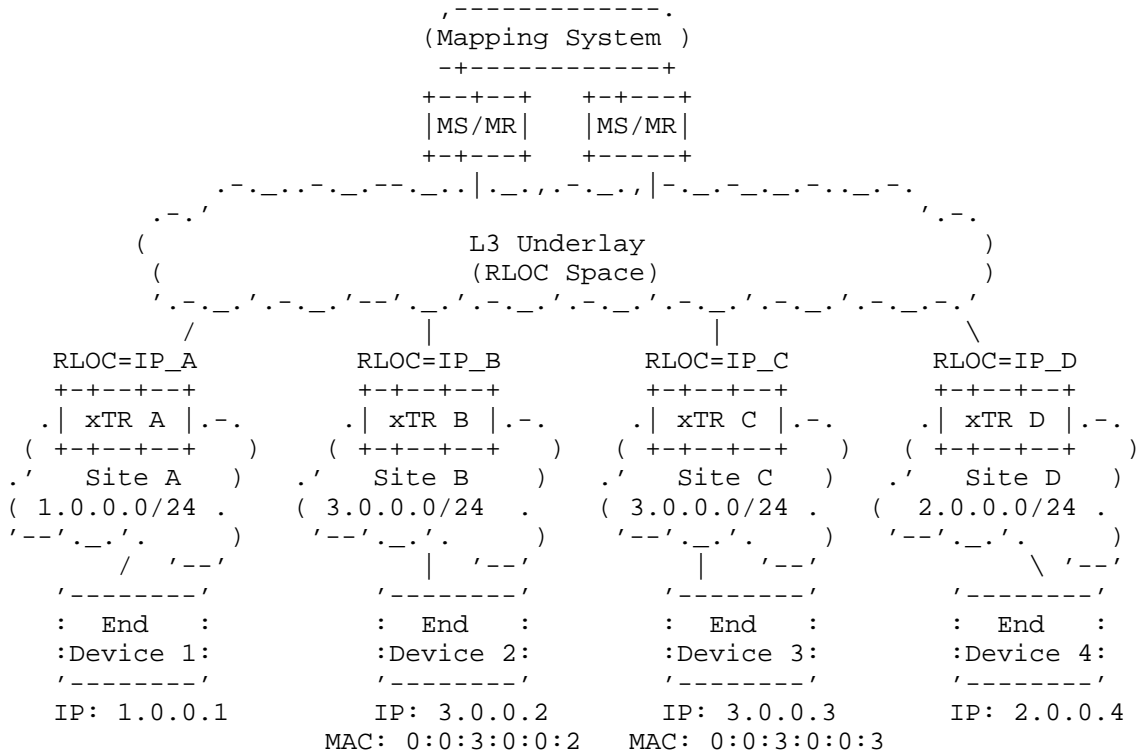 (Mapping System )
|MS/MR| |MS/MR|
L3 Underlay
(RLOC Space)
RLOC=IP_A RLOC=IP_B RLOC=IP_C RLOC=IP_D
xTR A xTR B xTR C xTR D
Site A Site B Site C Site D
1.0.0.0/24 3.0.0.0/24 3.0.0.0/24 2.0.0.0/24
: End : : End : : End : : End :
:Device 1: :Device 2: :Device 3: :Device 4:
IP: 1.0.0.1 IP: 3.0.0.2 IP: 3.0.0.3 IP: 2.0.0.4
MAC: 0:0:3:0:0:2 MAC: 0:0:3:0:0:3